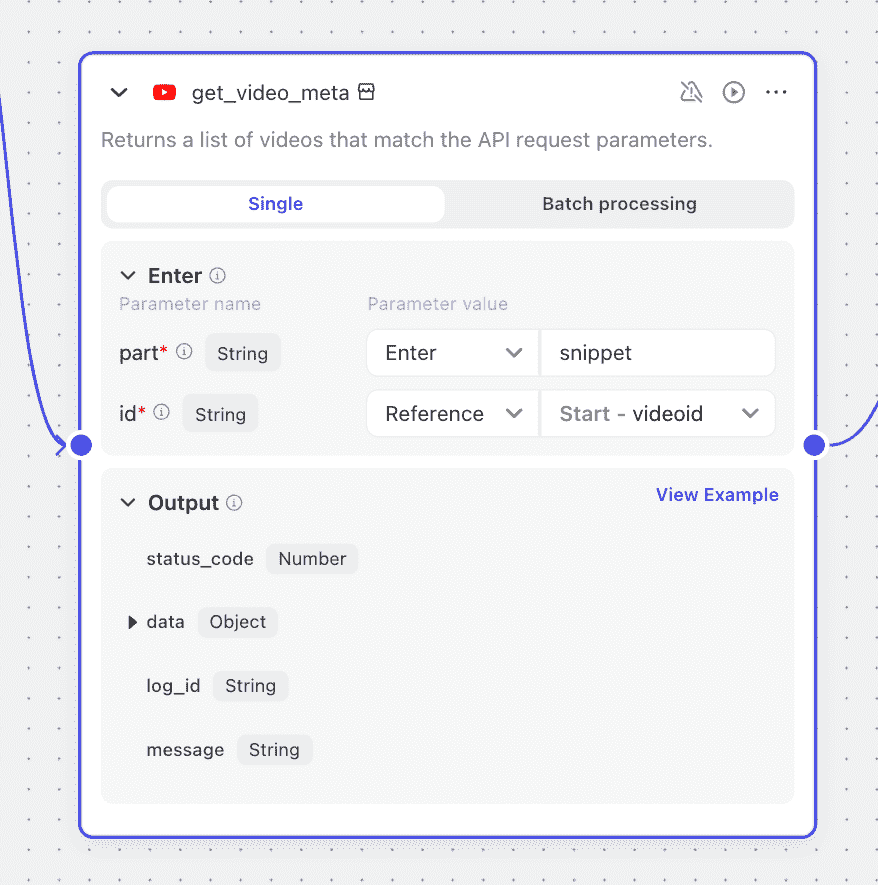 get_video_meta
Returns a list of videos that match the API request parameters.
Single Batch processing
Enter
Parameter name Parameter value
part* String Enter snippet
id* String Reference Start - videoid
Output View Example
status_code Number
data Object
log_id String
message String